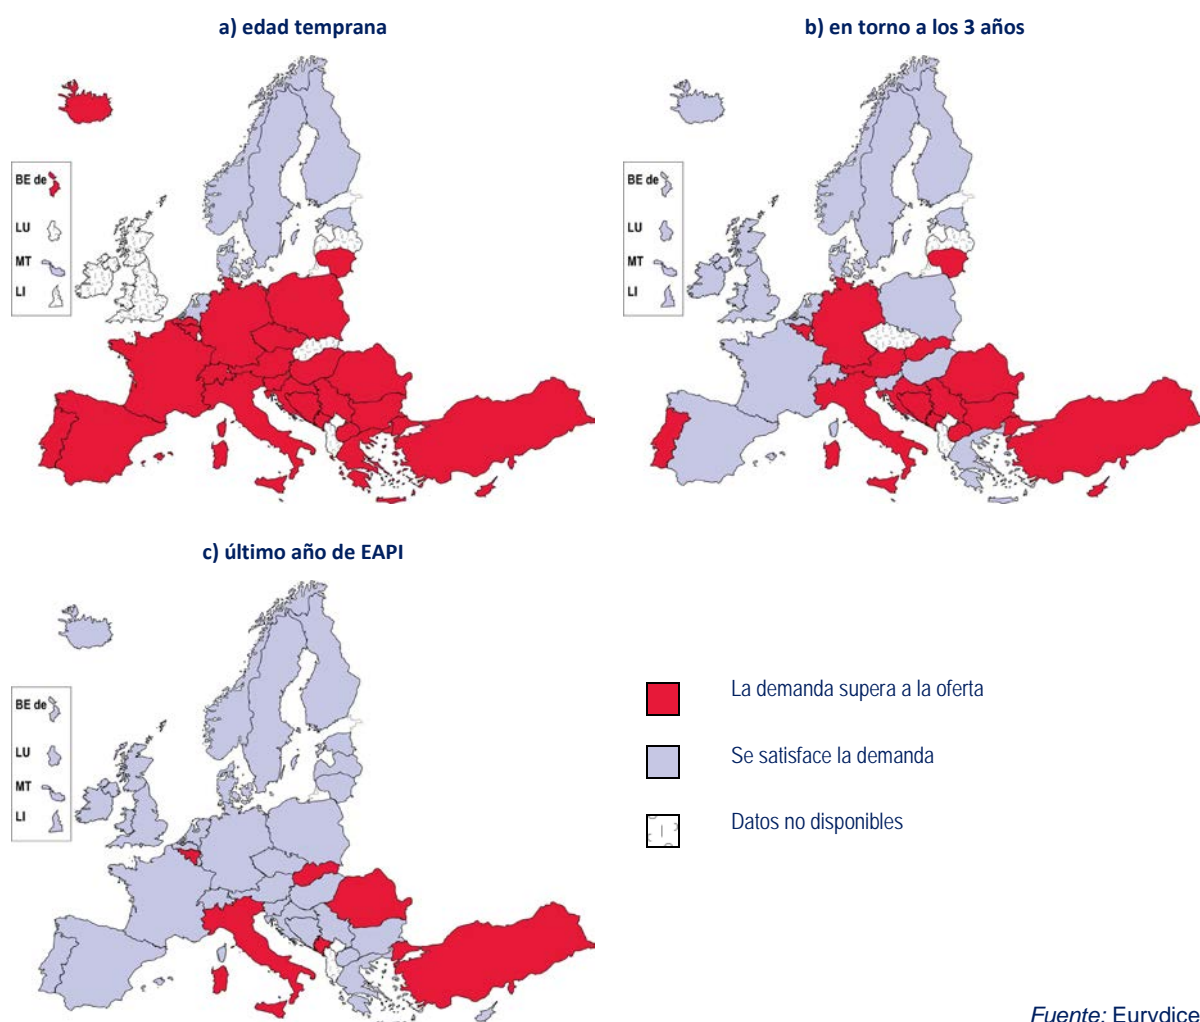 a) edad temprana
b) en torno a los 3 años
BE de
LU
MT
LI
BE de
LU
MT
LI
c) último año de EAPI
BE de
LU
MT
LI
La demanda supera a la oferta
Se satisface la demanda
Datos no disponibles
Fuente: Eurydice